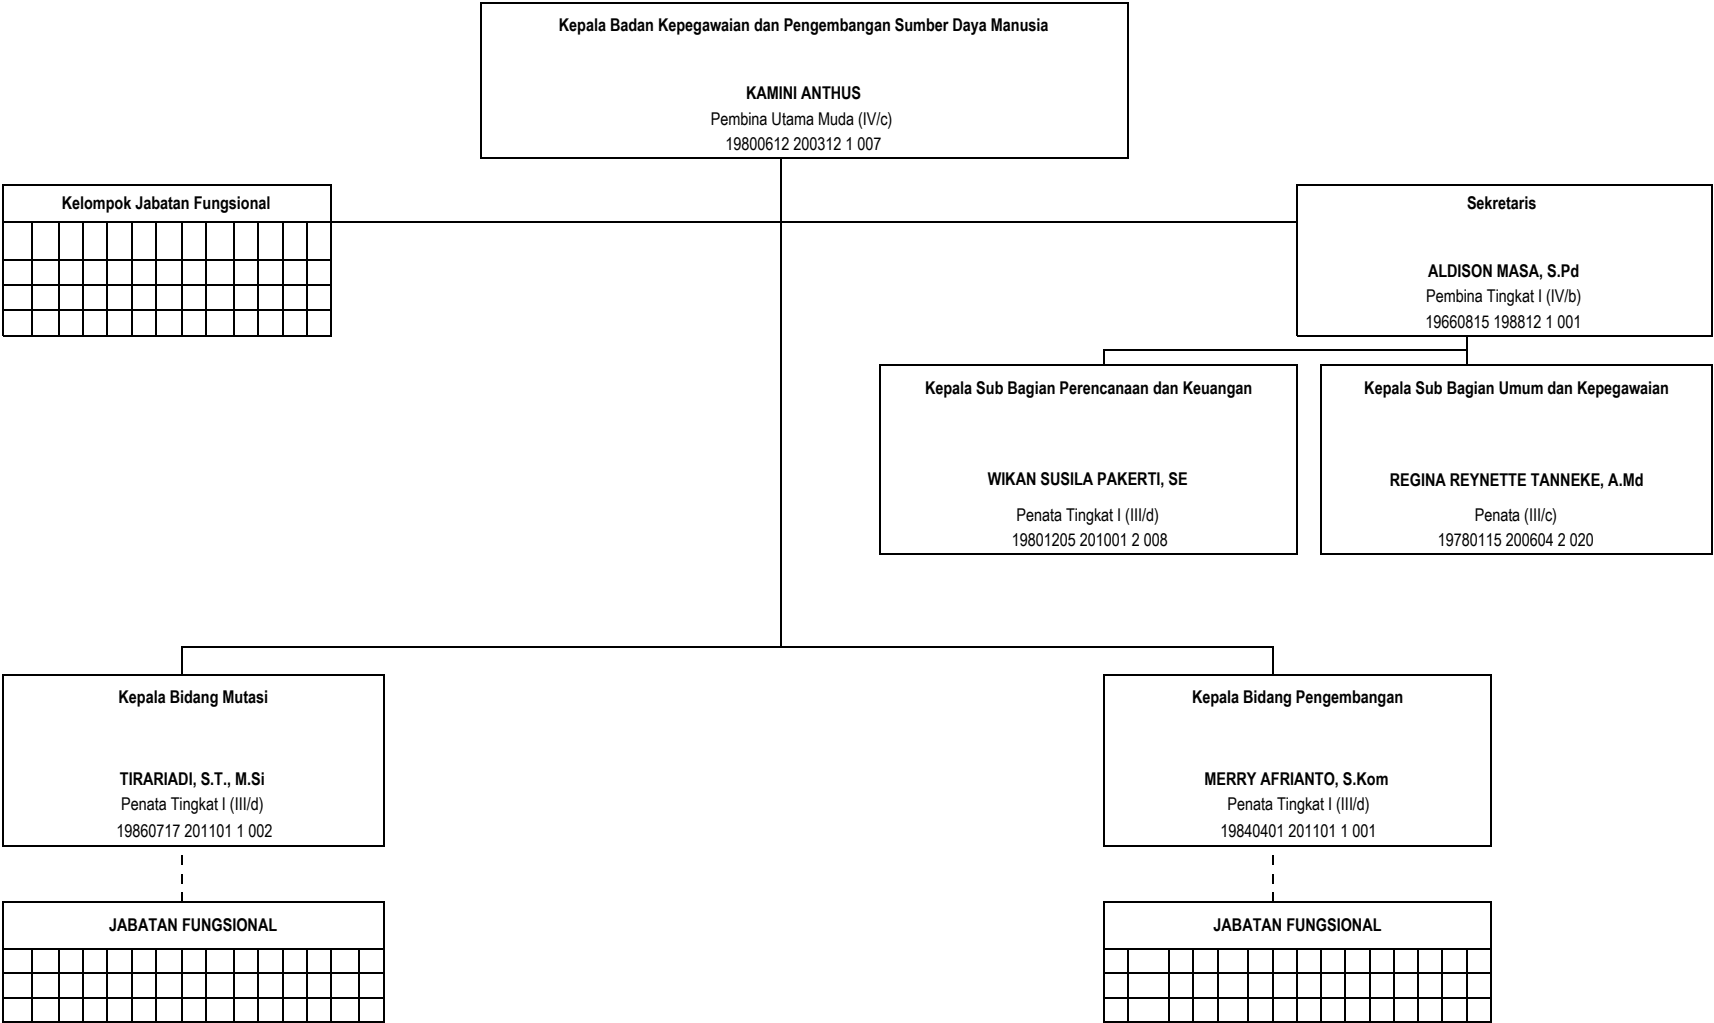 Kepala Badan Kepegawaian dan Pengembangan Sumber Daya Manusia
KAMINI ANTHUS
Pembina Utama Muda (IV/c)
19800612 200312 1 007
Kelompok Jabatan Fungsional
Sekretaris
ALDISON MASA, S.Pd
Pembina Tingkat I (IV/b)
19660815 198812 1 001
Kepala Sub Bagian Perencanaan dan Keuangan
WIKAN SUSILA PAKERTI, SE
Penata Tingkat I (III/d)
19801205 201001 2 008
Kepala Sub Bagian Umum dan Kepegawaian
REGINA REYNETTE TANNEKE, A.Md
Penata (III/c)
19780115 200604 2 020
Kepala Bidang Mutasi
TIRARIADI, S.T., M.Si
Penata Tingkat I (III/d)
19860717 201101 1 002
JABATAN FUNGSIONAL
Kepala Bidang Pengembangan
MERRY AFRIANTO, S.Kom
Penata Tingkat I (III/d)
19840401 201101 1 001
JABATAN FUNGSIONAL